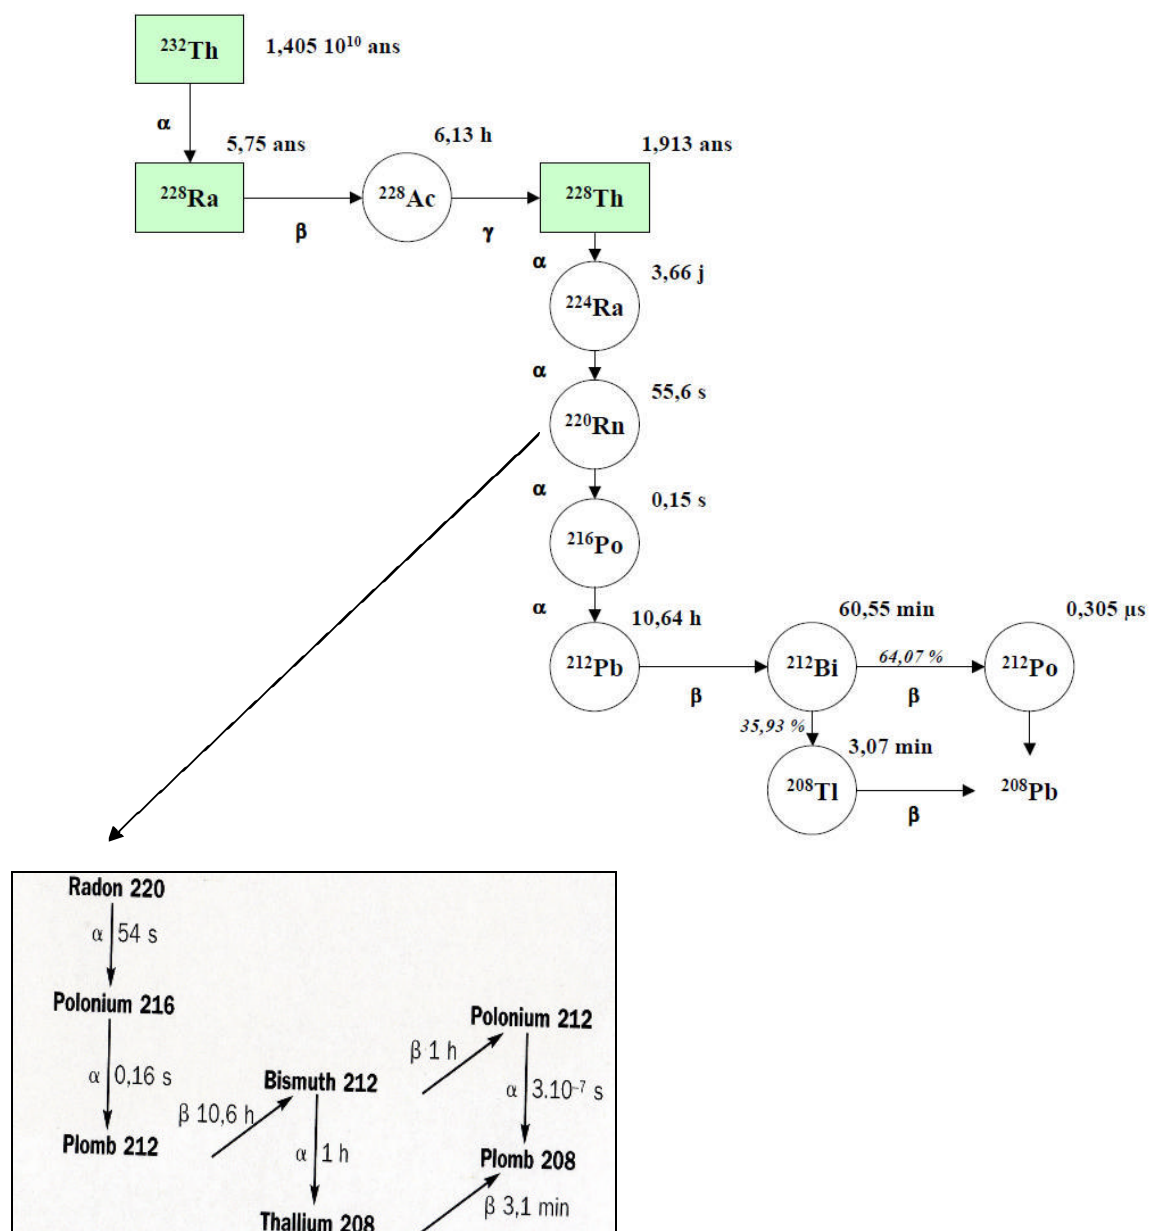 ²³²Th 1,405 10¹⁰ ans
α
5,75 ans 6,13 h 1,913 ans
²²⁸Ra ²²⁸Ac ²²⁸Th
β γ
α 3,66 j
²²⁴Ra
α 55,6 s
²²⁰Rn
α 0,15 s
²¹⁶Po
α 10,64 h 60,55 min 0,305 µs
²¹²Pb ²¹²Bi 64,07 % ²¹²Po
β β
35,93 % 3,07 min
²⁰⁸Tl ²⁰⁸Pb
β
Radon 220
α 54 s
Polonium 216
Polonium 212
β 1 h
α 0,16 s
Bismuth 212
α 3.10⁻⁷ s
β 10,6 h
Plomb 212
α 1 h
Plomb 208
β 3,1 min
Thallium 208